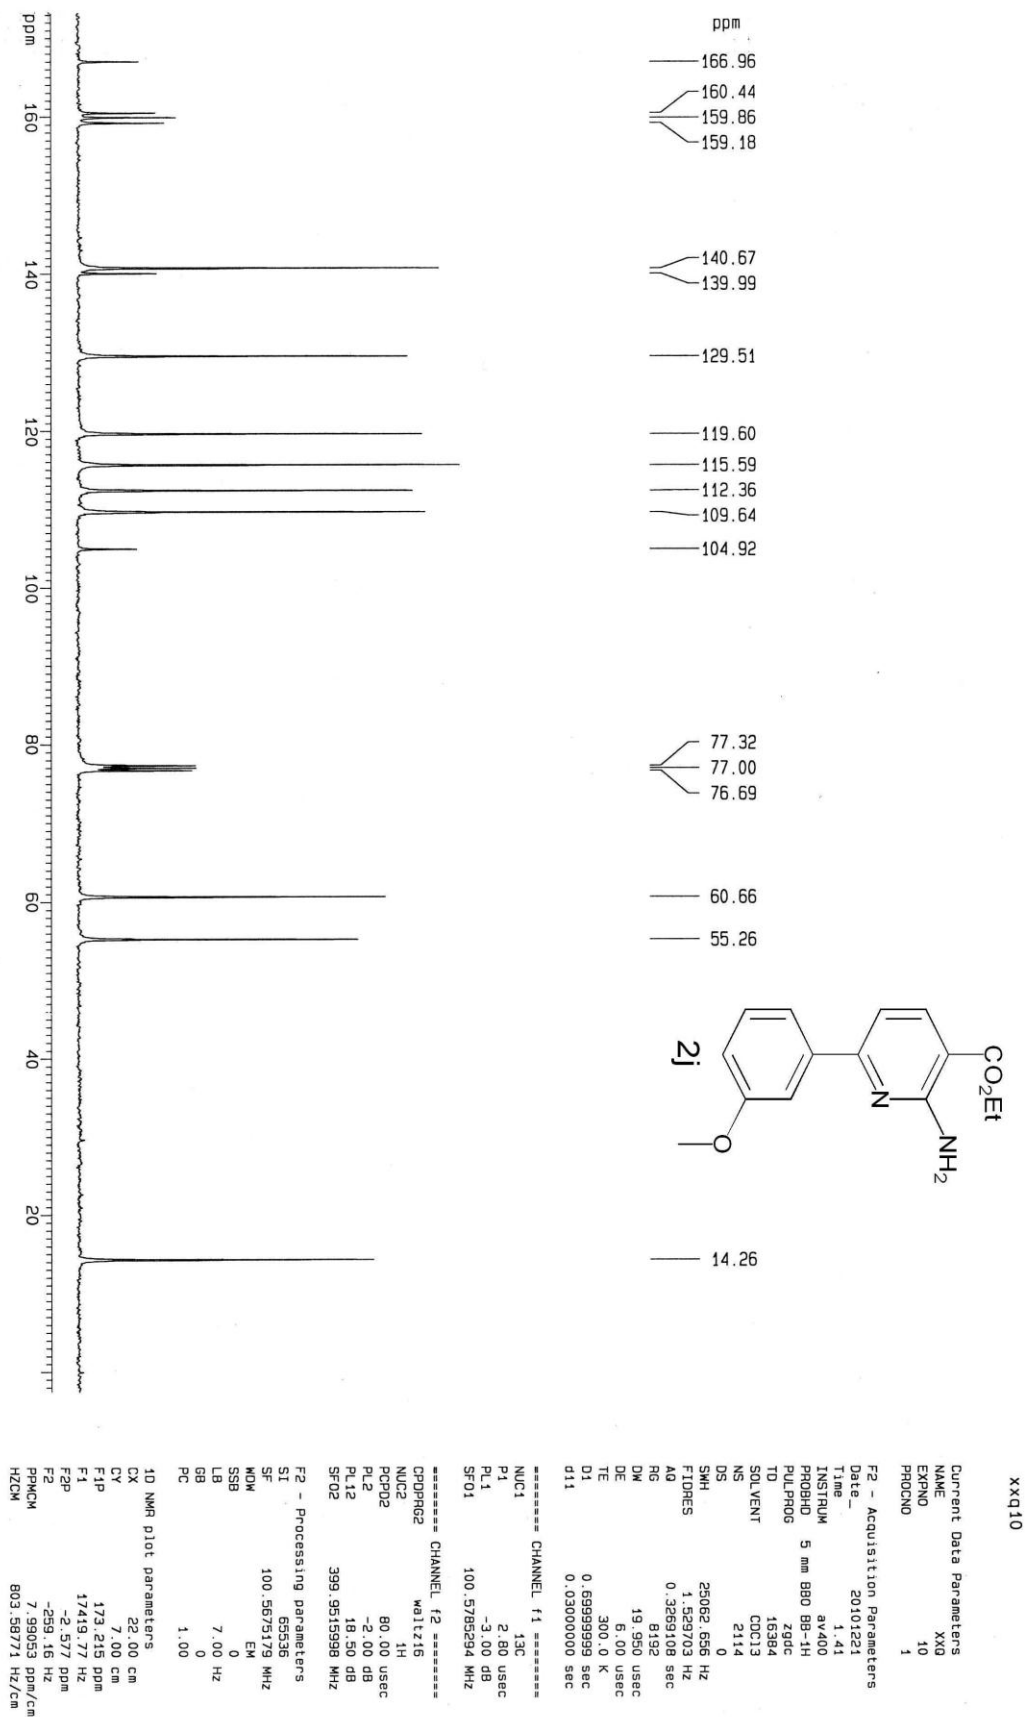 ppm
166.96
160.44
159.86
159.18
140.67
139.99
129.51
119.60
115.59
112.36
109.64
104.92
77.32
77.00
76.69
60.66
55.26
14.26
CO2Et
NH2
N
O
2j
ppm
160
140
120
100
80
60
40
20
xxq10
Current Data Parameters
NAME XXQ
EXPNO 10
PROCNO 1
F2 - Acquisition Parameters
Date_ 20101221
Time 1.41
INSTRUM av400
PROBHD 5 mm BBO BB-1H
PULPROG zgdc
TD 16384
SOLVENT CDCl3
NS 2114
DS 0
SWH 25062.656 Hz
FIDRES 1.529703 Hz
AQ 0.3269108 sec
RG 8192
DW 19.950 usec
DE 6.00 usec
TE 300.0 K
D1 0.69999999 sec
d11 0.03000000 sec
======== CHANNEL f1 ========
NUC1 13C
P1 2.80 usec
PL1 -3.00 dB
SFO1 100.5785294 MHz
======== CHANNEL f2 ========
CPDPRG2 waltz16
NUC2 1H
PCPD2 80.00 usec
PL2 -2.00 dB
PL12 18.50 dB
SFO2 399.9515998 MHz
F2 - Processing parameters
SI 65536
SF 100.5675179 MHz
WDW EM
SSB 0
LB 7.00 Hz
GB 0
PC 1.00
1D NMR plot parameters
CX 22.00 cm
CY 7.00 cm
F1P 173.215 ppm
F1 17419.77 Hz
F2P -2.577 ppm
F2 -259.16 Hz
PPMCM 7.99053 ppm/cm
HZCM 803.58771 Hz/cm